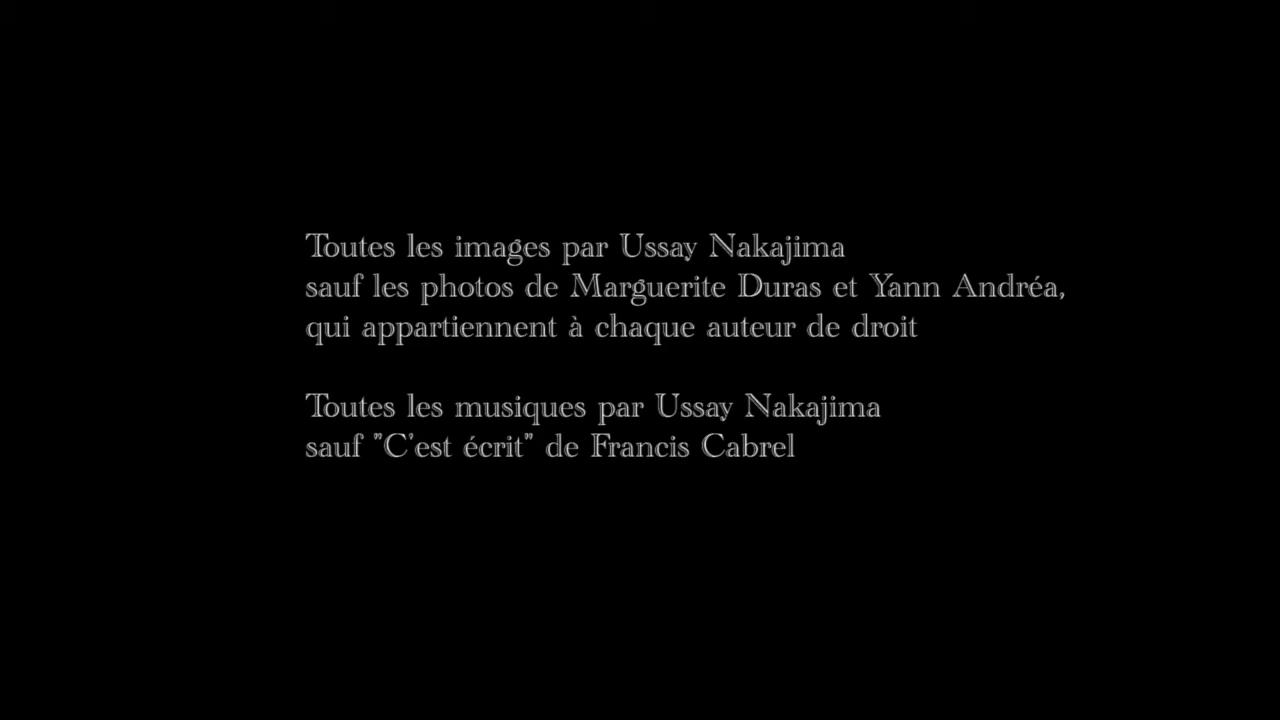 Toutes les images par Ussay Nakajima
sauf les photos de Marguerite Duras et Yann Andréa,
qui appartiennent à chaque auteur de droit
Toutes les musiques par Ussay Nakajima
sauf "C'est écrit" de Francis Cabrel